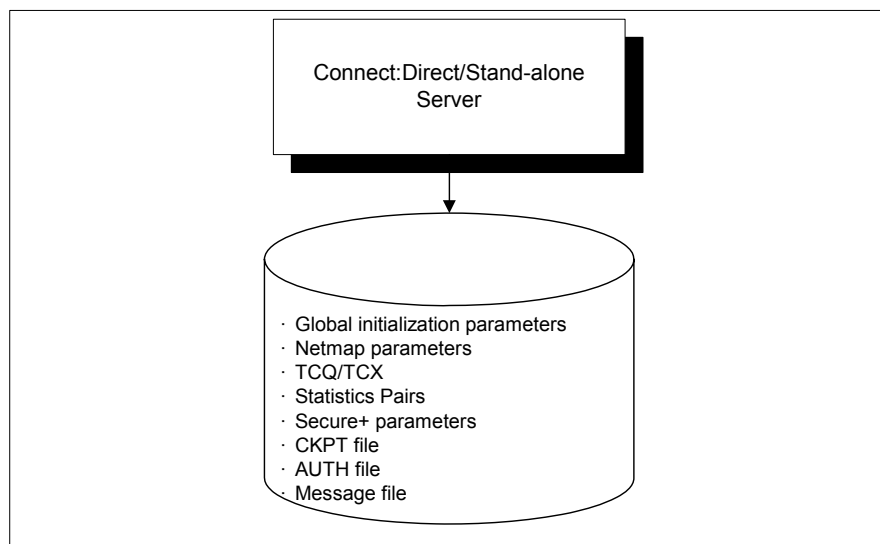 Connect:Direct/Stand-alone
Server
· Global initialization parameters
· Netmap parameters
· TCQ/TCX
· Statistics Pairs
· Secure+ parameters
· CKPT file
· AUTH file
· Message file